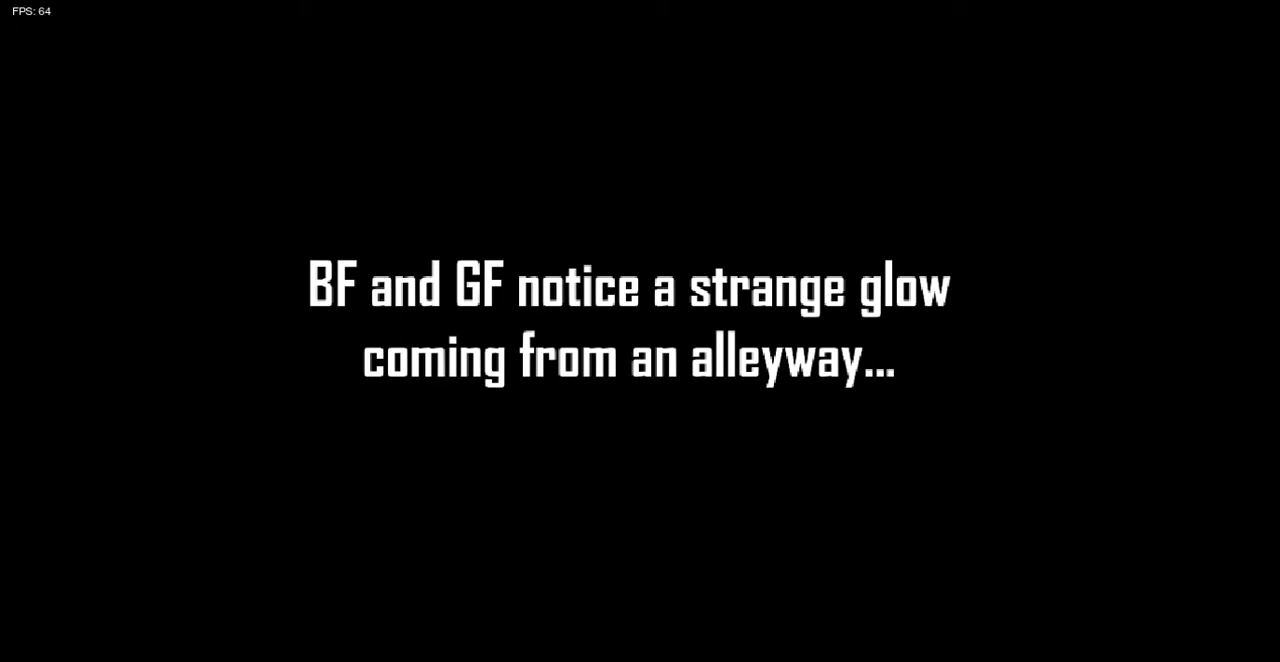 FPS: 64
BF and GF notice a strange glow
coming from an alleyway...